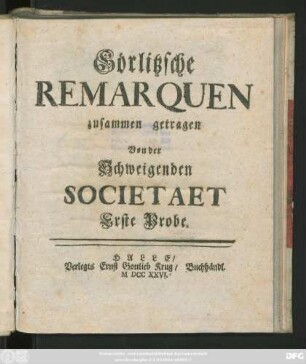 Görlitzsche
REMARQUEN
zusammen getragen
Von der
Schweigenden
SOCIETAET
Erste Probe.
HALLE/
Verlegts Ernst Gottlieb Krug/ Buchhändl.
M DCC XXVI.